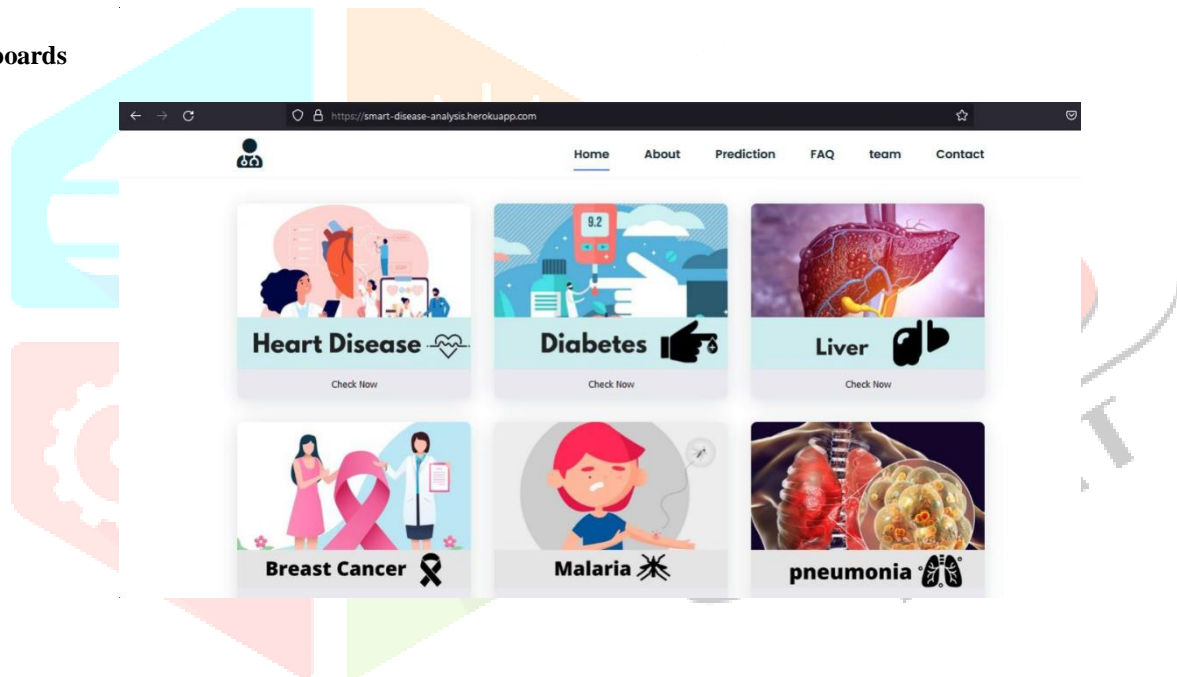 boards
https://smart-disease-analysis.herokuapp.com
Home About Prediction FAQ team Contact
9.2
Heart Disease
Diabetes
Liver
Check Now
Check Now
Check Now
Breast Cancer
Malaria
pneumonia